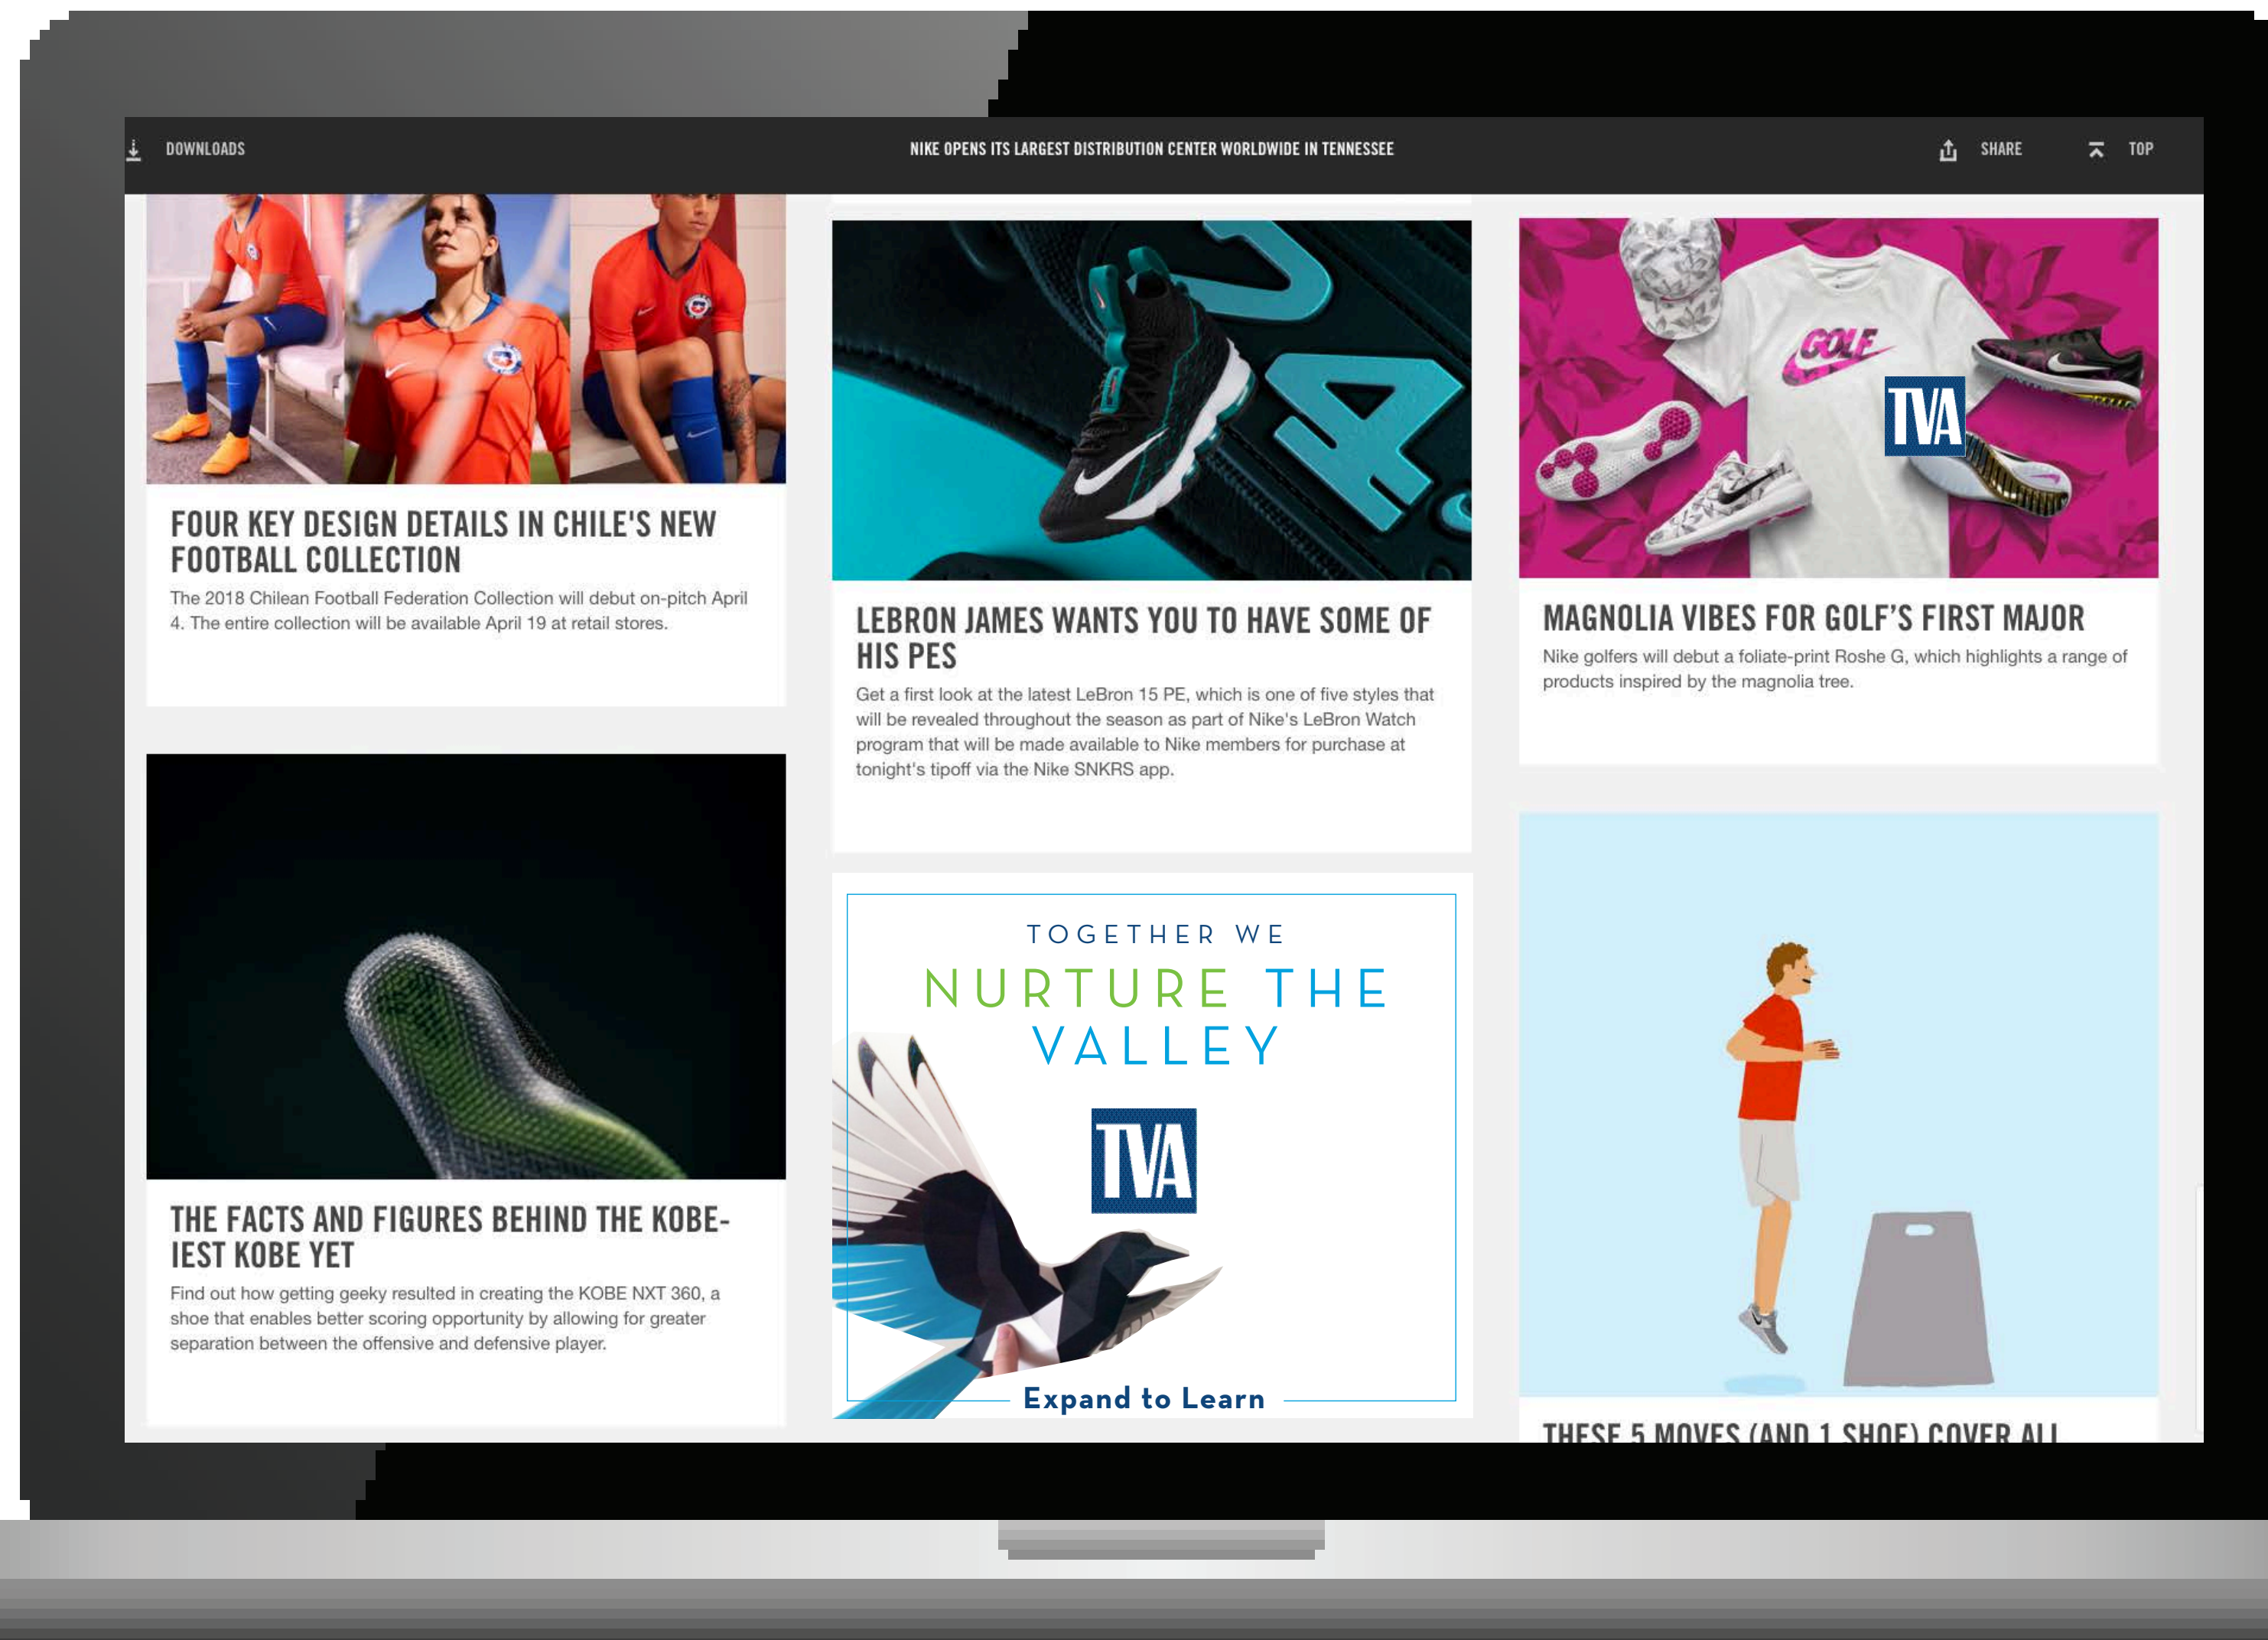 DOWNLOADS
NIKE OPENS ITS LARGEST DISTRIBUTION CENTER WORLDWIDE IN TENNESSEE
SHARE
TOP
FOUR KEY DESIGN DETAILS IN CHILE'S NEW
FOOTBALL COLLECTION
The 2018 Chilean Football Federation Collection will debut on-pitch April
4. The entire collection will be available April 19 at retail stores.
THE FACTS AND FIGURES BEHIND THE KOBE-
IEST KOBE YET
Find out how getting geeky resulted in creating the KOBE NXT 360, a
shoe that enables better scoring opportunity by allowing for greater
separation between the offensive and defensive player.
LEBRON JAMES WANTS YOU TO HAVE SOME OF
HIS PES
Get a first look at the latest LeBron 15 PE, which is one of five styles that
will be revealed throughout the season as part of Nike's LeBron Watch
program that will be made available to Nike members for purchase at
tonight's tipoff via the Nike SNKRS app.
TOGETHER WE
NURTURE THE
VALLEY
TVA
Expand to Learn
GOLF
TVA
MAGNOLIA VIBES FOR GOLF’S FIRST MAJOR
Nike golfers will debut a foliate-print Roshe G, which highlights a range of
products inspired by the magnolia tree.
THESE 5 MOVES (AND 1 SHOE) COVER ALL